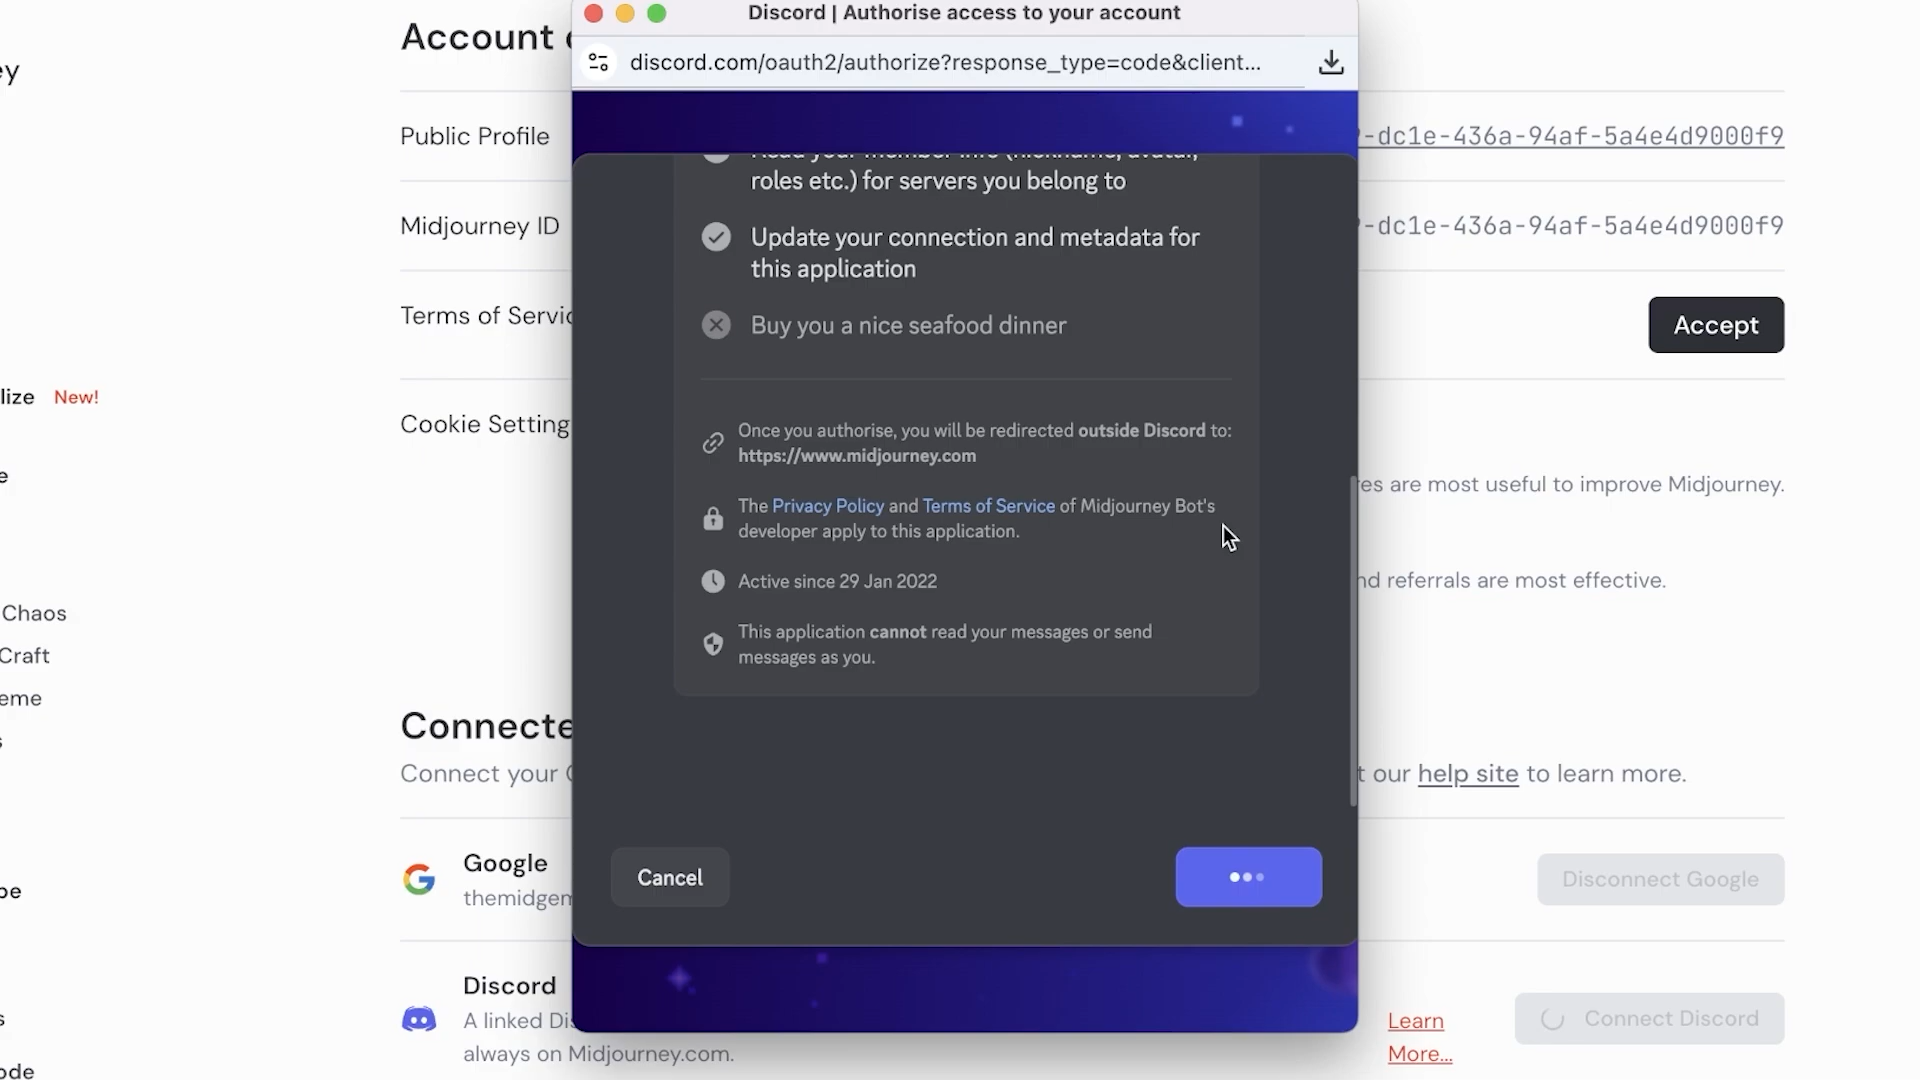 Discord | Authorise access to your account
discord.com/oauth2/authorize?response_type=code&client...
roles etc.) for servers you belong to
Update your connection and metadata for
this application
Buy you a nice seafood dinner
Once you authorise, you will be redirected outside Discord to:
https://www.midjourney.com
The Privacy Policy and Terms of Service of Midjourney Bot's
developer apply to this application.
Active since 29 Jan 2022
This application cannot read your messages or send
messages as you.
Cancel
Account
Public Profile
-dc1e-436a-94af-5a4e4d9000f9
Midjourney ID
-dc1e-436a-94af-5a4e4d9000f9
Terms of Servic
Accept
Cookie Setting
es are most useful to improve Midjourney.
nd referrals are most effective.
Connecte
Connect your
t our help site to learn more.
Google
themidgem
Disconnect Google
Discord
A linked Dis
always on Midjourney.com.
Learn
More...
Connect Discord
ey
lize New!
e
Chaos
Craft
eme
s
pe
s
ode